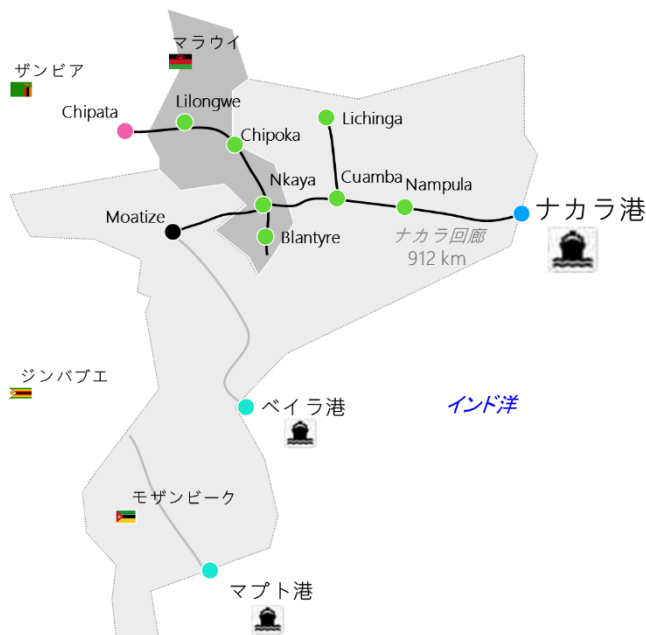 マラウイ
ザンビア
Chipata
Lilongwe
Lichinga
Chipoka
Nkaya
Cuamba
Nampula
Moatize
Blantyre
ナカラ港
ナカラ回廊
912 km
ジンバブエ
ベイラ港
インド洋
モザンビーク
マプト港